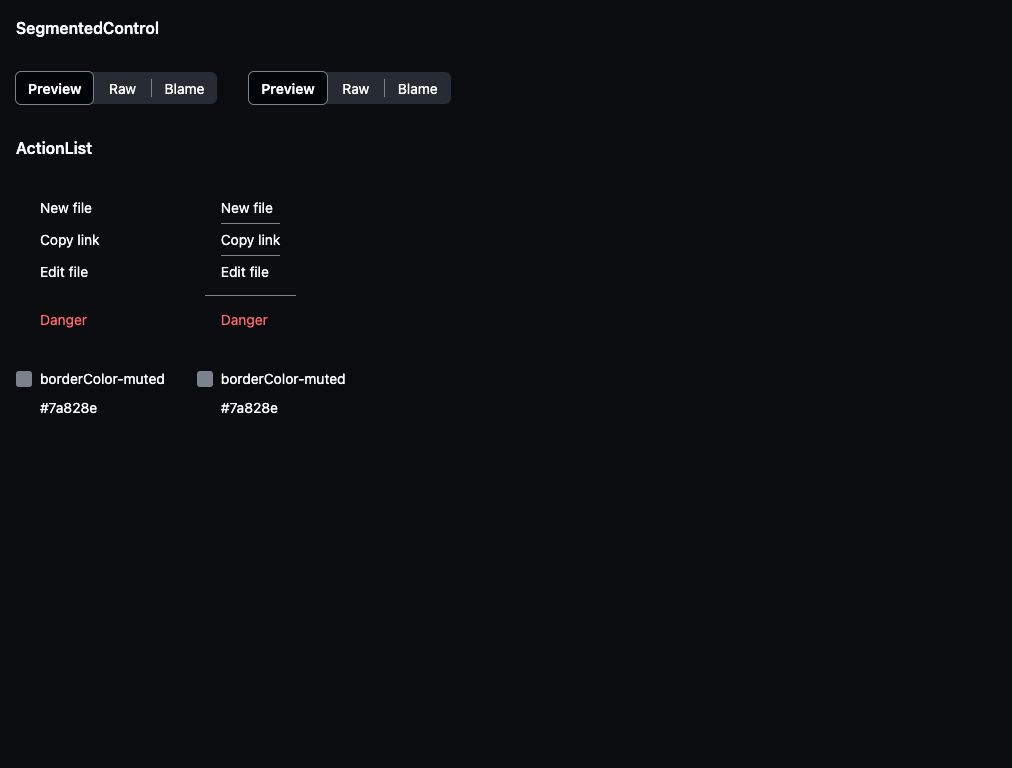 SegmentedControl
Preview Raw Blame Preview Raw Blame
ActionList
New file New file
Copy link Copy link
Edit file Edit file
Danger Danger
borderColor-muted borderColor-muted
#7a828e #7a828e